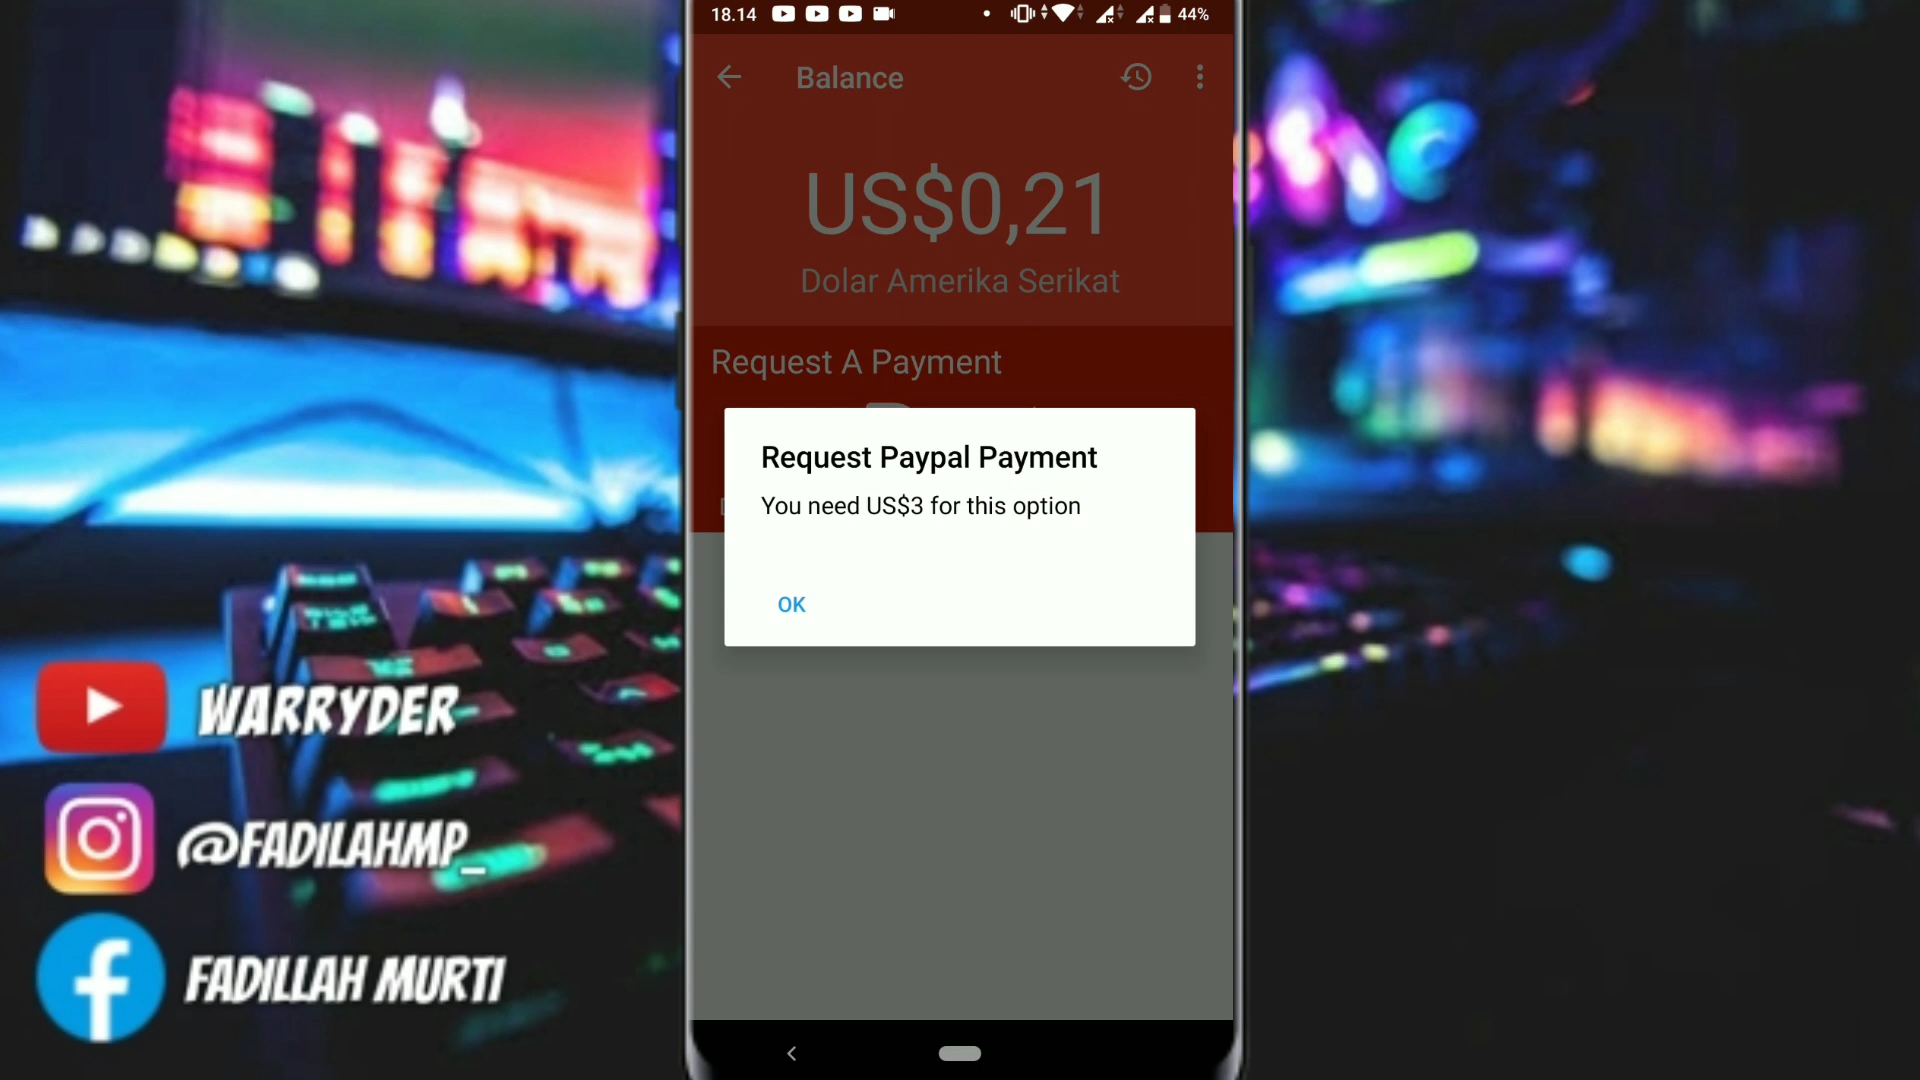 18.14
44%
Balance
US$0,21
Dolar Amerika Serikat
Request A Payment
Request Paypal Payment
You need US$3 for this option
OK
WARRYDER
@FADILAHMP_
FADILLAH MURTI